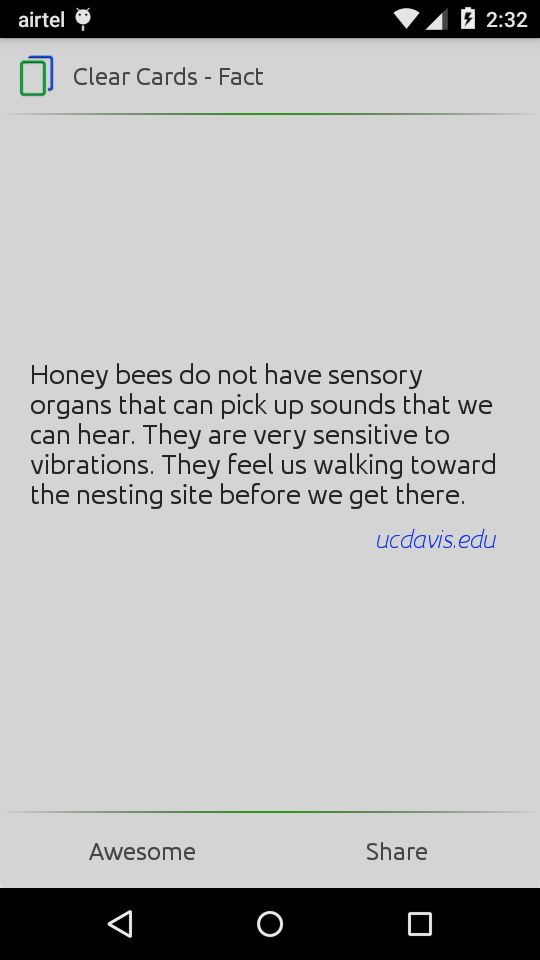 airtel 2:32
Clear Cards - Fact
Honey bees do not have sensory
organs that can pick up sounds that we
can hear. They are very sensitive to
vibrations. They feel us walking toward
the nesting site before we get there.
ucdavis.edu
Awesome Share